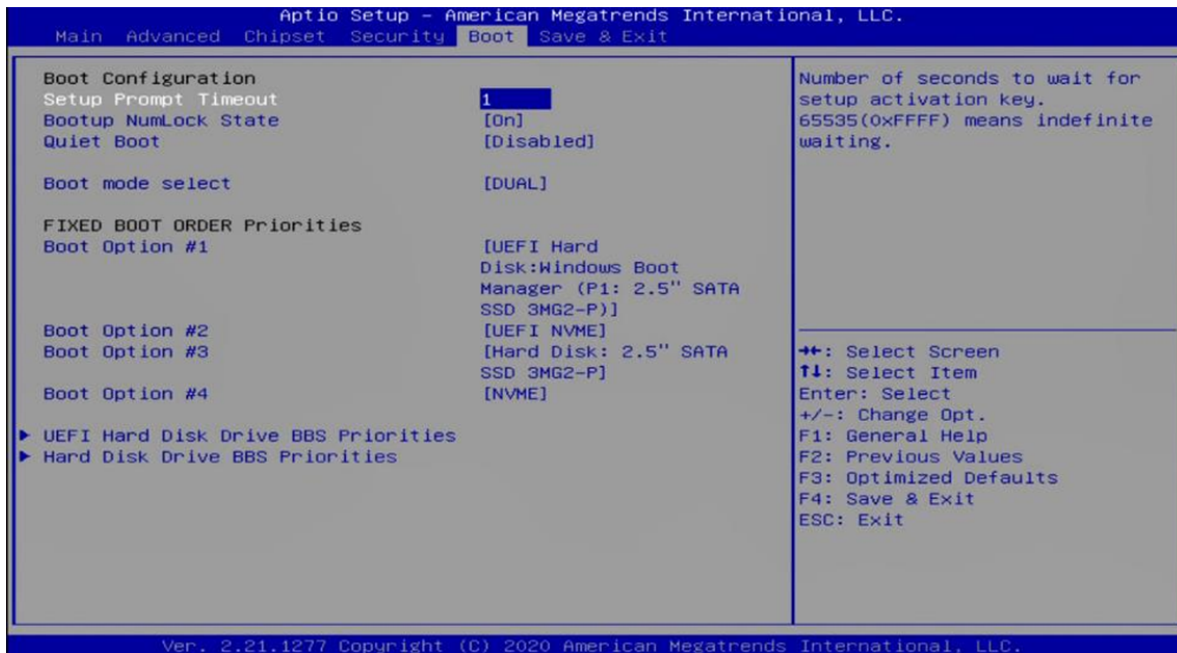 Aptio Setup – American Megatrends International, LLC.
Main Advanced Chipset Security Boot Save & Exit
Boot Configuration
Setup Prompt Timeout 1
Bootup NumLock State [On]
Quiet Boot [Disabled]
Boot mode select [DUAL]
FIXED BOOT ORDER Priorities
Boot Option #1 [UEFI Hard
Disk:Windows Boot
Manager (P1: 2.5" SATA
SSD 3MG2-P)]
Boot Option #2 [UEFI NVME]
Boot Option #3 [Hard Disk: 2.5" SATA
SSD 3MG2-P]
Boot Option #4 [NVME]
▶ UEFI Hard Disk Drive BBS Priorities
▶ Hard Disk Drive BBS Priorities
Number of seconds to wait for
setup activation key.
65535(0xFFFF) means indefinite
waiting.
→←: Select Screen
↑↓: Select Item
Enter: Select
+/-: Change Opt.
F1: General Help
F2: Previous Values
F3: Optimized Defaults
F4: Save & Exit
ESC: Exit
Ver. 2.21.1277 Copyright (C) 2020 American Megatrends International, LLC.